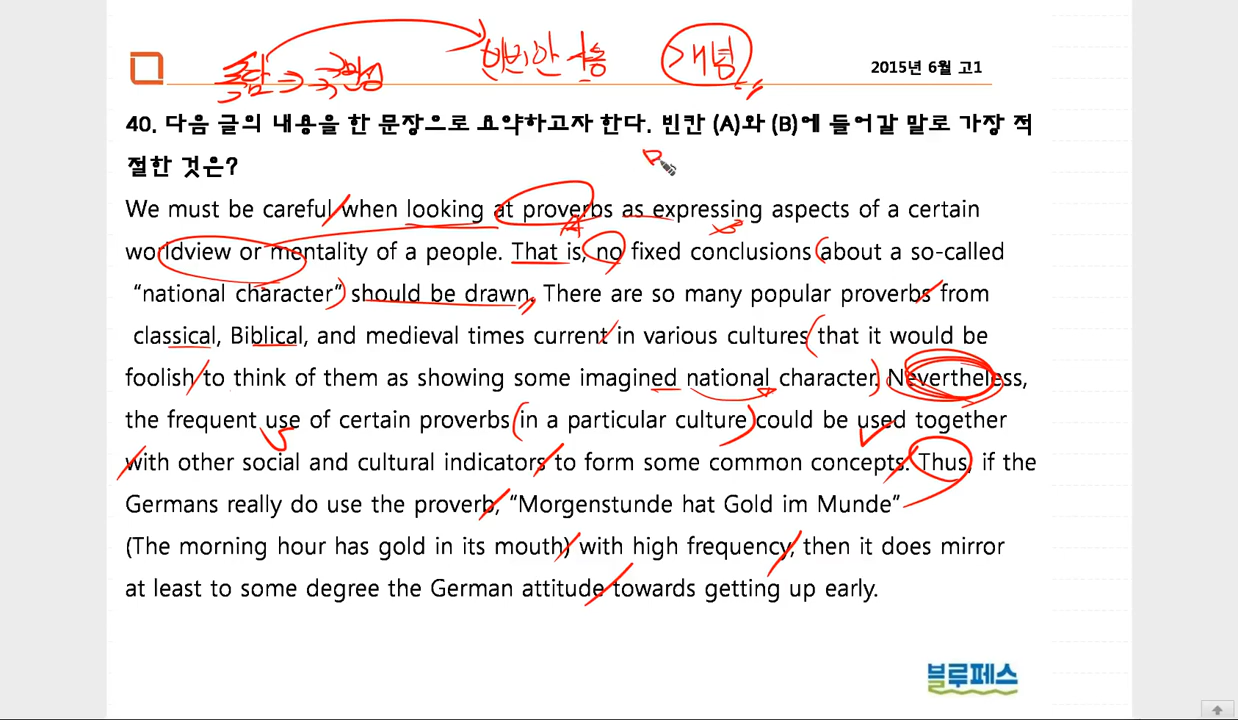 속담 ⇒ 국민성 빈번한 사용 개념
2015년 6월 고1
40. 다음 글의 내용을 한 문장으로 요약하고자 한다. 빈칸 (A)와 (B)에 들어갈 말로 가장 적
절한 것은?
We must be careful when looking at proverbs as expressing aspects of a certain
worldview or mentality of a people. That is, no fixed conclusions about a so-called
“national character” should be drawn. There are so many popular proverbs from
classical, Biblical, and medieval times current in various cultures that it would be
foolish to think of them as showing some imagined national character. Nevertheless,
the frequent use of certain proverbs in a particular culture could be used together
with other social and cultural indicators to form some common concepts. Thus, if the
Germans really do use the proverb, “Morgenstunde hat Gold im Munde”
(The morning hour has gold in its mouth) with high frequency, then it does mirror
at least to some degree the German attitude towards getting up early.
블루페스